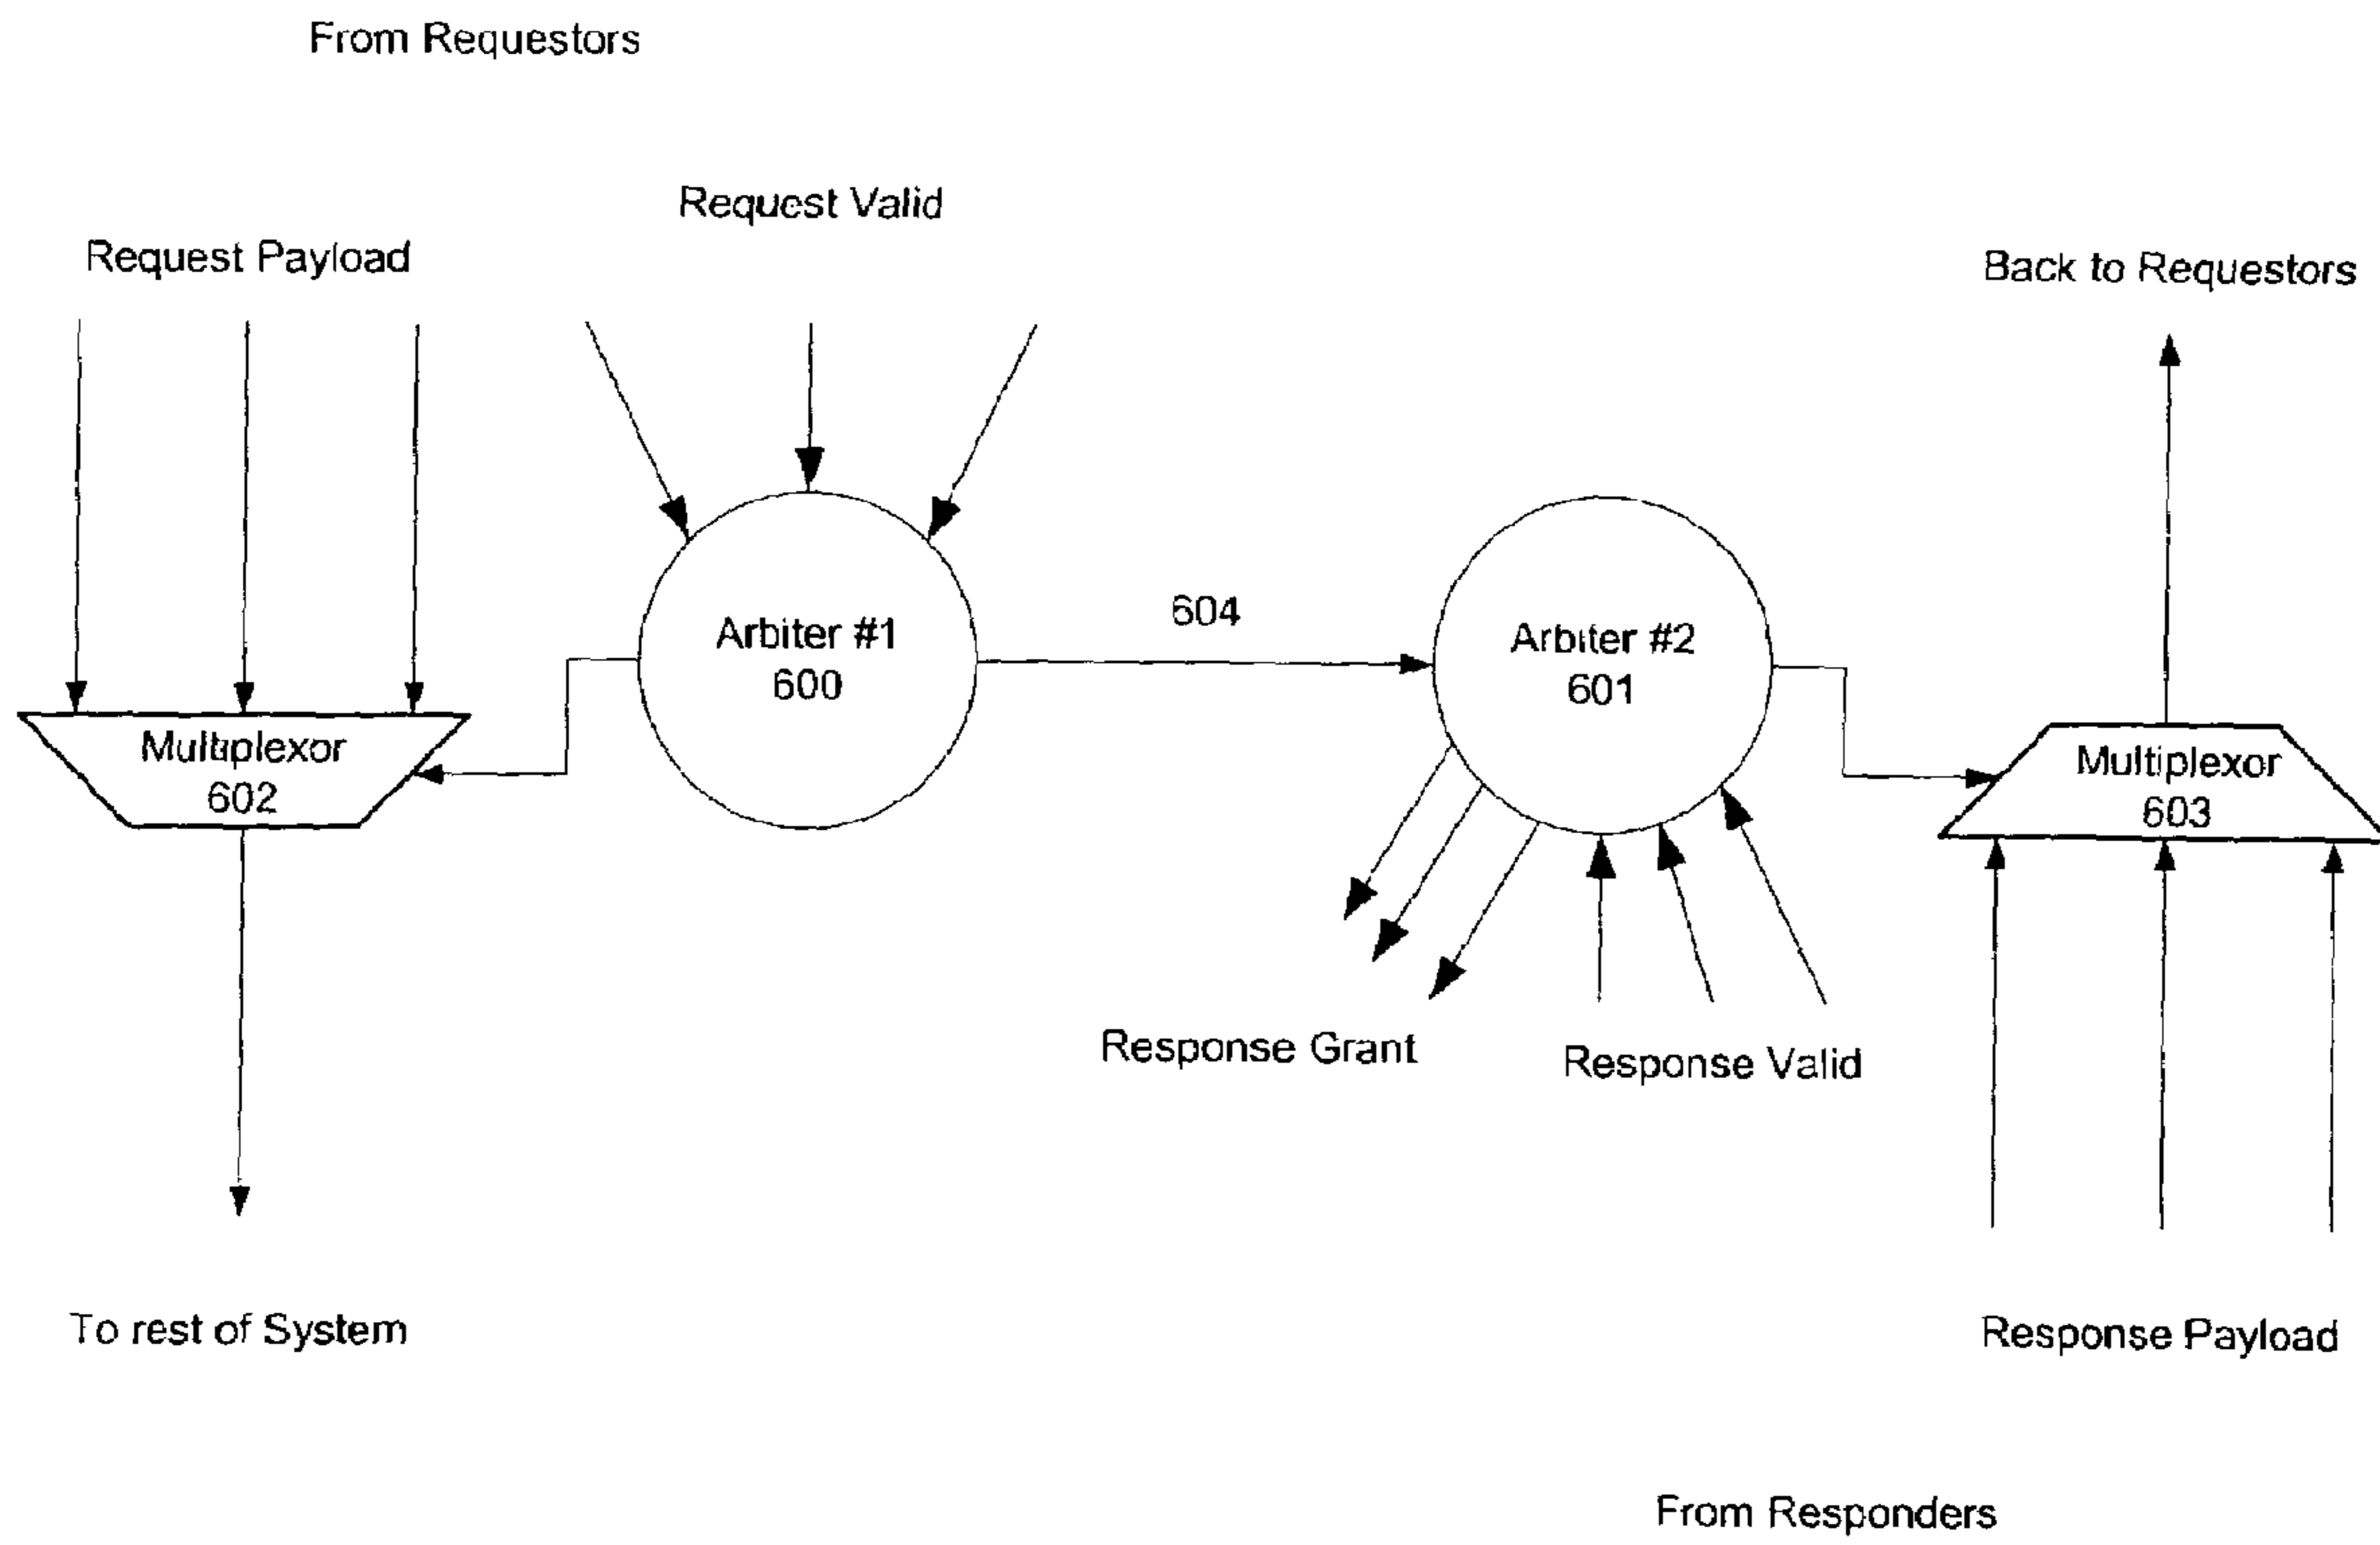 From Requestors
Request Valid
Request Payload
Back to Requestors
604
Arbiter #1
600
Arbiter #2
601
Multiplexor
602
Multiplexor
603
Response Grant
Response Valid
To rest of System
Response Payload
From Responders